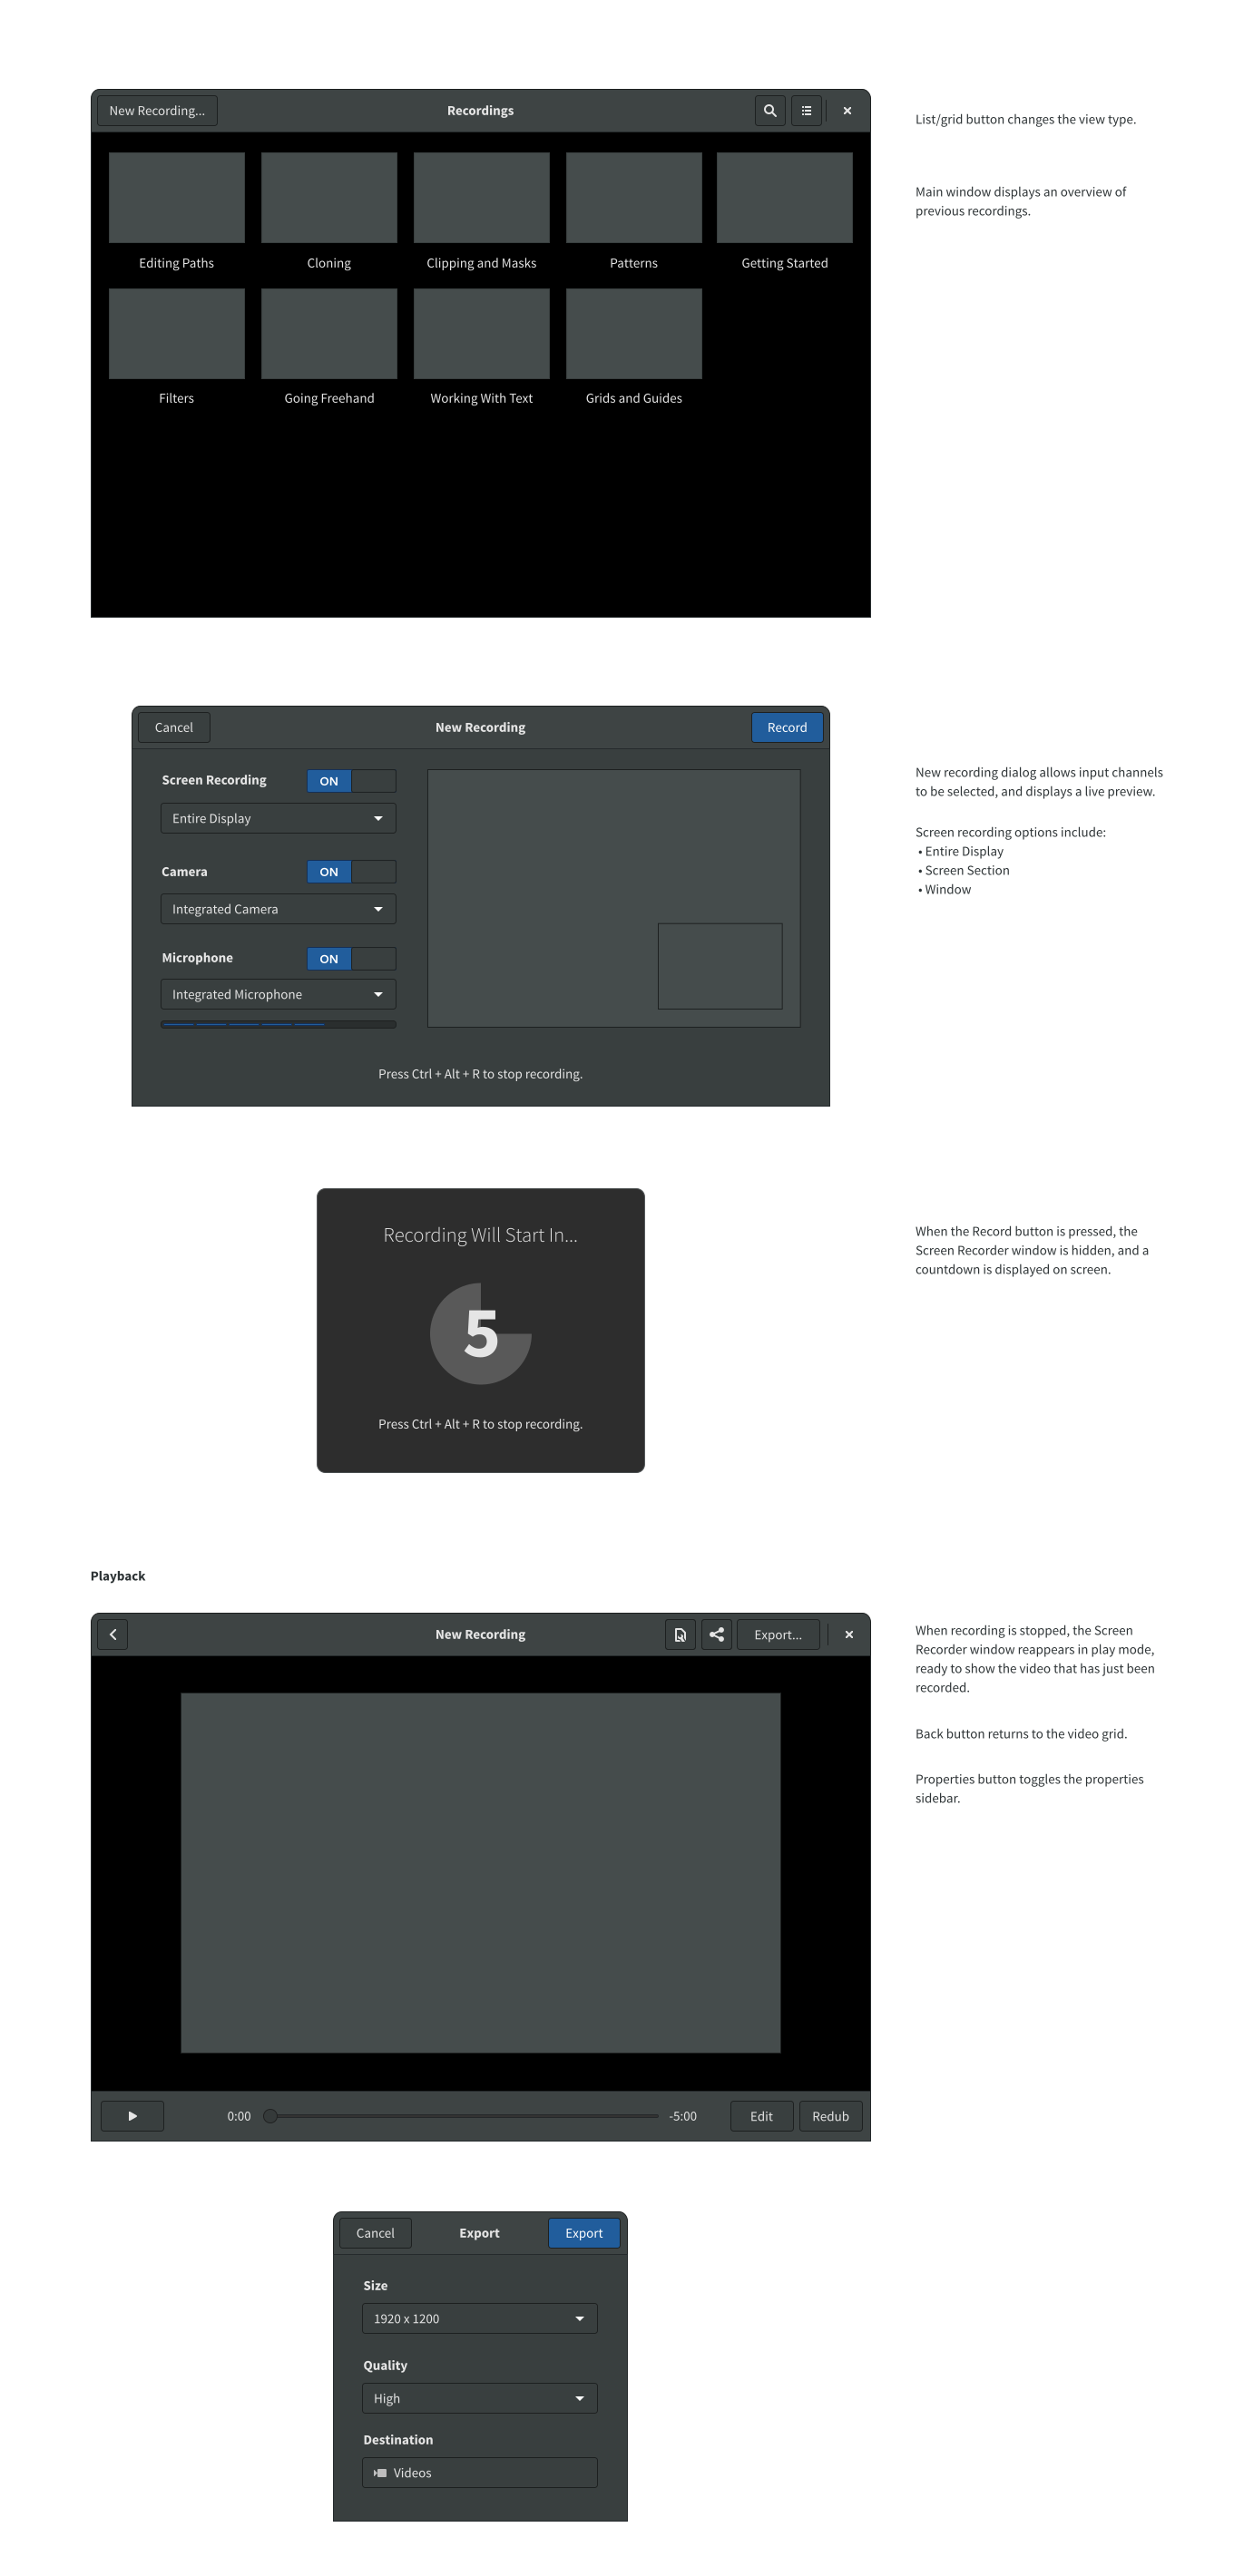 New Recording...
Recordings
List/grid button changes the view type.
Main window displays an overview of
previous recordings.
Editing Paths
Cloning
Clipping and Masks
Patterns
Getting Started
Filters
Going Freehand
Working With Text
Grids and Guides
Cancel
New Recording
Record
Screen Recording
ON
Entire Display
Camera
ON
Integrated Camera
Microphone
ON
Integrated Microphone
Press Ctrl + Alt + R to stop recording.
New recording dialog allows input channels
to be selected, and displays a live preview.
Screen recording options include:
• Entire Display
• Screen Section
• Window
Recording Will Start In...
5
Press Ctrl + Alt + R to stop recording.
When the Record button is pressed, the
Screen Recorder window is hidden, and a
countdown is displayed on screen.
Playback
New Recording
Export...
When recording is stopped, the Screen
Recorder window reappears in play mode,
ready to show the video that has just been
recorded.
Back button returns to the video grid.
Properties button toggles the properties
sidebar.
0:00
-5:00
Edit
Redub
Cancel
Export
Export
Size
1920 x 1200
Quality
High
Destination
Videos